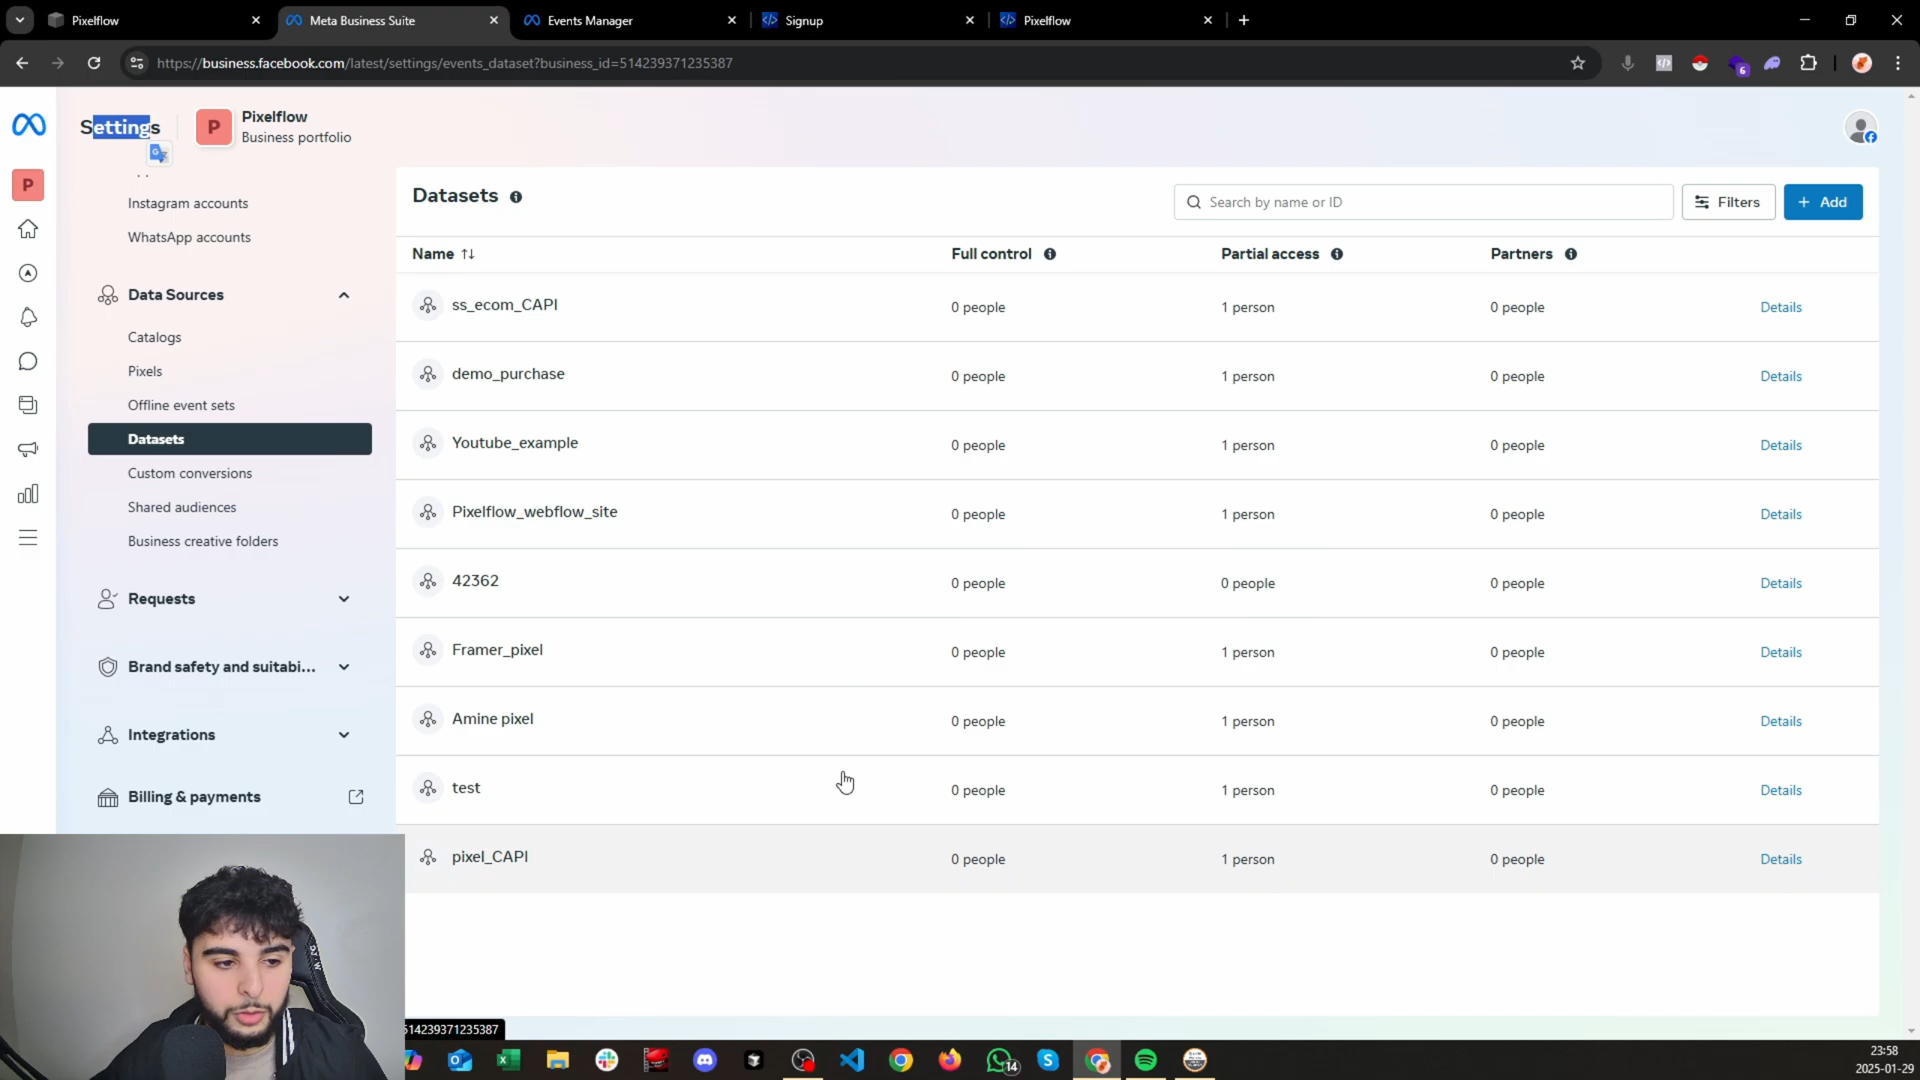 Pixelflow
Meta Business Suite
Events Manager
Signup
Pixelflow
https://business.facebook.com/latest/settings/events_dataset?business_id=514239371235387
6
Settings
P
Pixelflow
Business portfolio
P
Instagram accounts
WhatsApp accounts
Data Sources
Catalogs
Pixels
Offline event sets
Datasets
Custom conversions
Shared audiences
Business creative folders
Requests
Brand safety and suitabi...
Integrations
Billing & payments
Datasets
Search by name or ID
Filters
+ Add
Name Full control Partial access Partners
ss_ecom_CAPI 0 people 1 person 0 people Details
demo_purchase 0 people 1 person 0 people Details
Youtube_example 0 people 1 person 0 people Details
Pixelflow_webflow_site 0 people 1 person 0 people Details
42362 0 people 0 people 0 people Details
Framer_pixel 0 people 1 person 0 people Details
Amine pixel 0 people 1 person 0 people Details
test 0 people 1 person 0 people Details
pixel_CAPI 0 people 1 person 0 people Details
514239371235387
14
23:58
2025-01-29